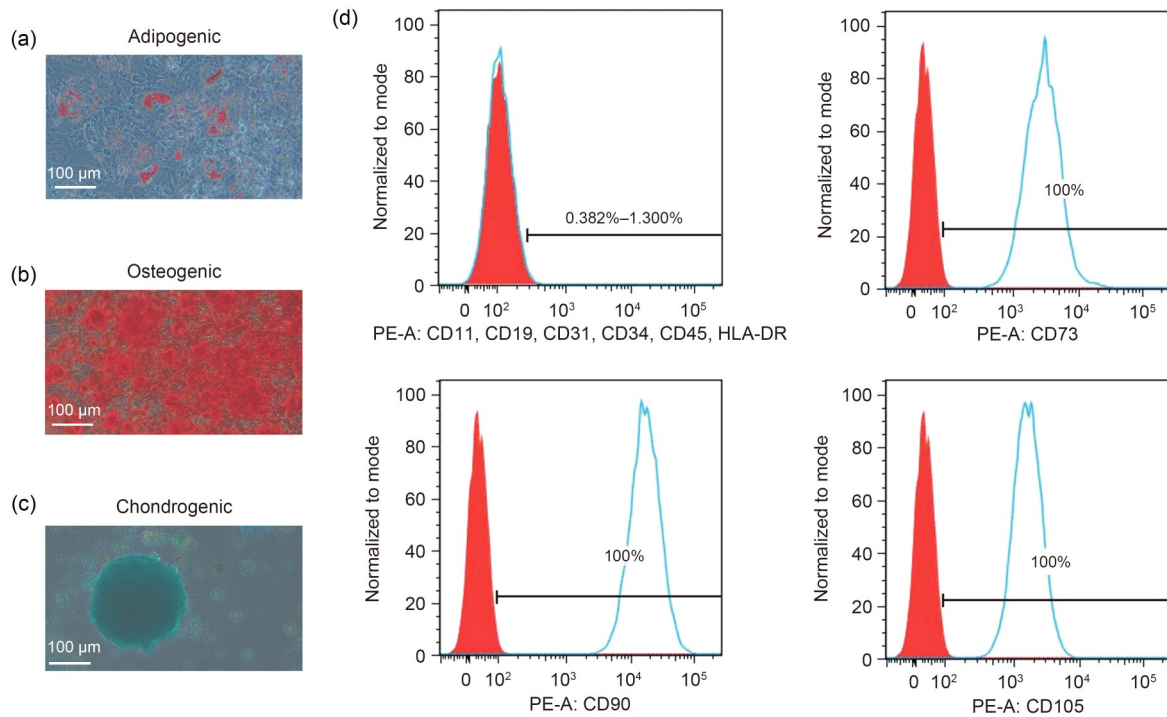 (a)
Adipogenic
100 µm
(b)
Osteogenic
100 µm
(c)
Chondrogenic
100 µm
(d)
Normalized to mode
100
80
60
40
20
0
0.382%–1.300%
0 10² 10³ 10⁴ 10⁵
PE-A: CD11, CD19, CD31, CD34, CD45, HLA-DR
Normalized to mode
100
80
60
40
20
0
100%
0 10² 10³ 10⁴ 10⁵
PE-A: CD73
Normalized to mode
100
80
60
40
20
0
100%
0 10² 10³ 10⁴ 10⁵
PE-A: CD90
Normalized to mode
100
80
60
40
20
0
100%
0 10² 10³ 10⁴ 10⁵
PE-A: CD105